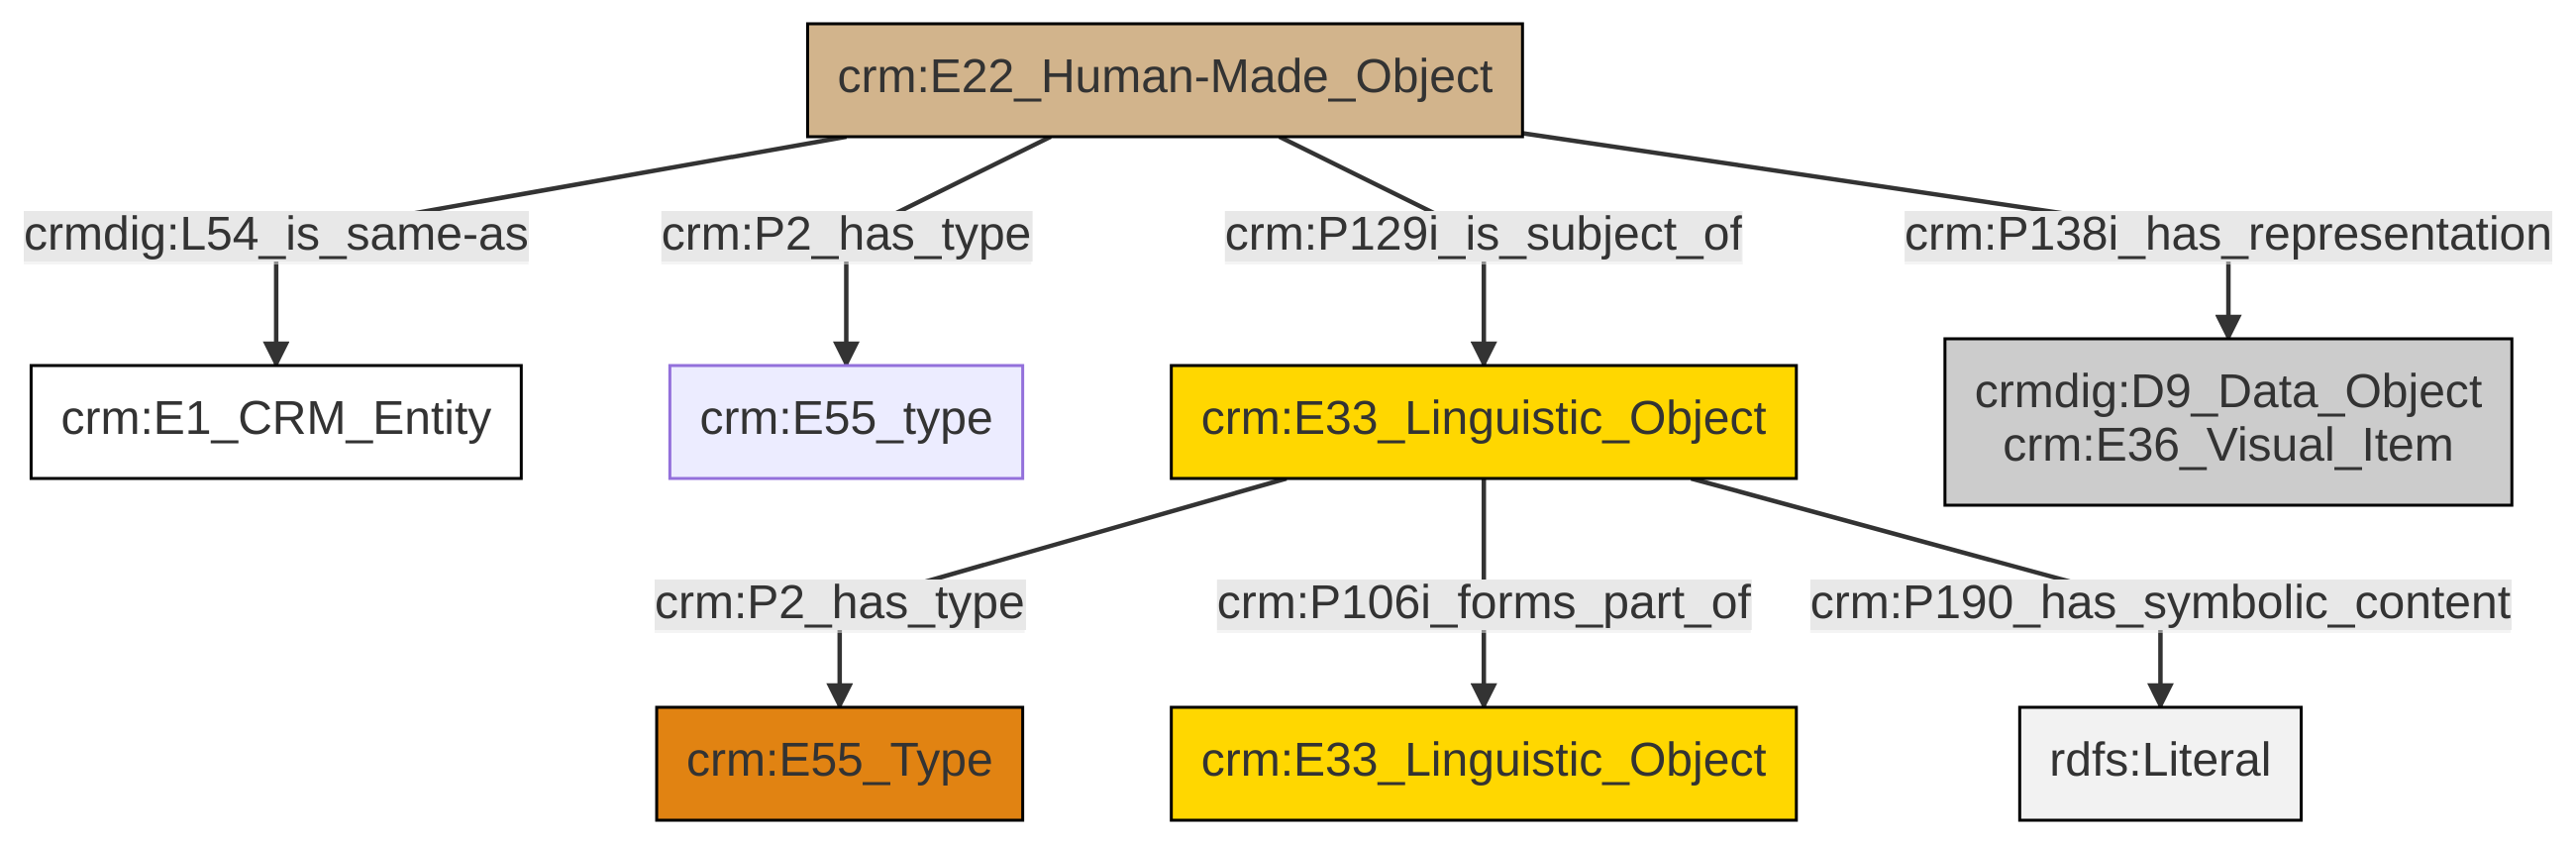 crm:E22_Human-Made_Object
crmdig:L54_is_same-as
crm:P2_has_type
crm:P129i_is_subject_of
crm:P138i_has_representation
crm:E1_CRM_Entity
crm:E55_type
crm:E33_Linguistic_Object
crmdig:D9_Data_Object
crm:E36_Visual_Item
crm:P2_has_type
crm:P106i_forms_part_of
crm:P190_has_symbolic_content
crm:E55_Type
crm:E33_Linguistic_Object
rdfs:Literal